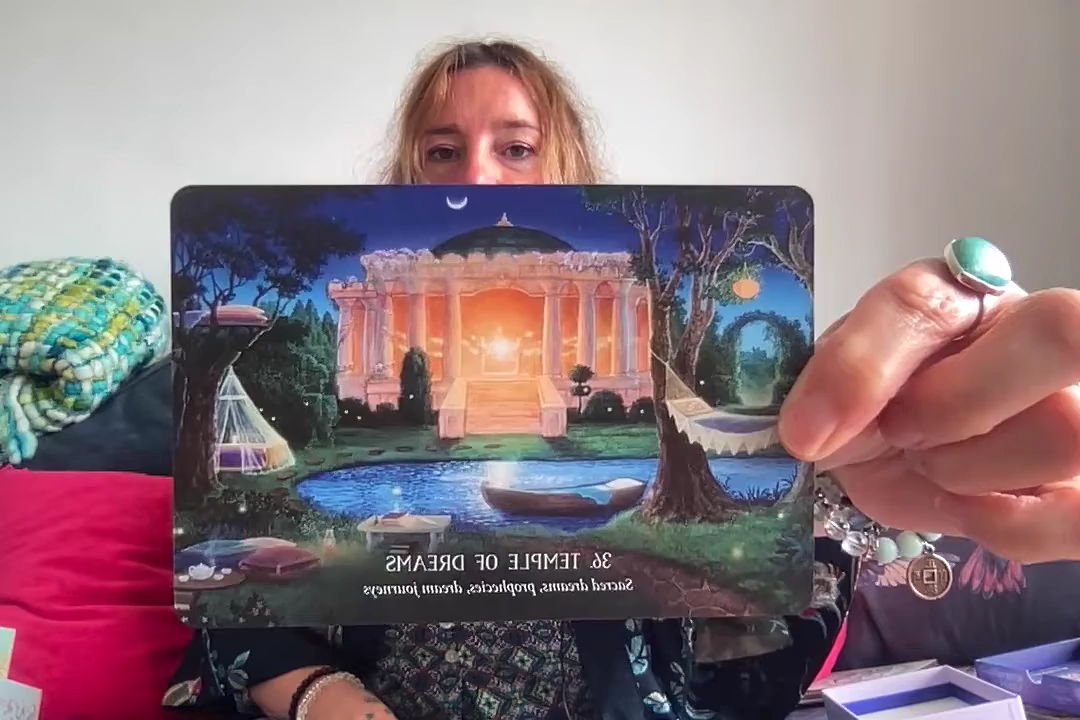 36. TEMPLE OF DREAMS
Sacred dreams, prophecies, dream journeys